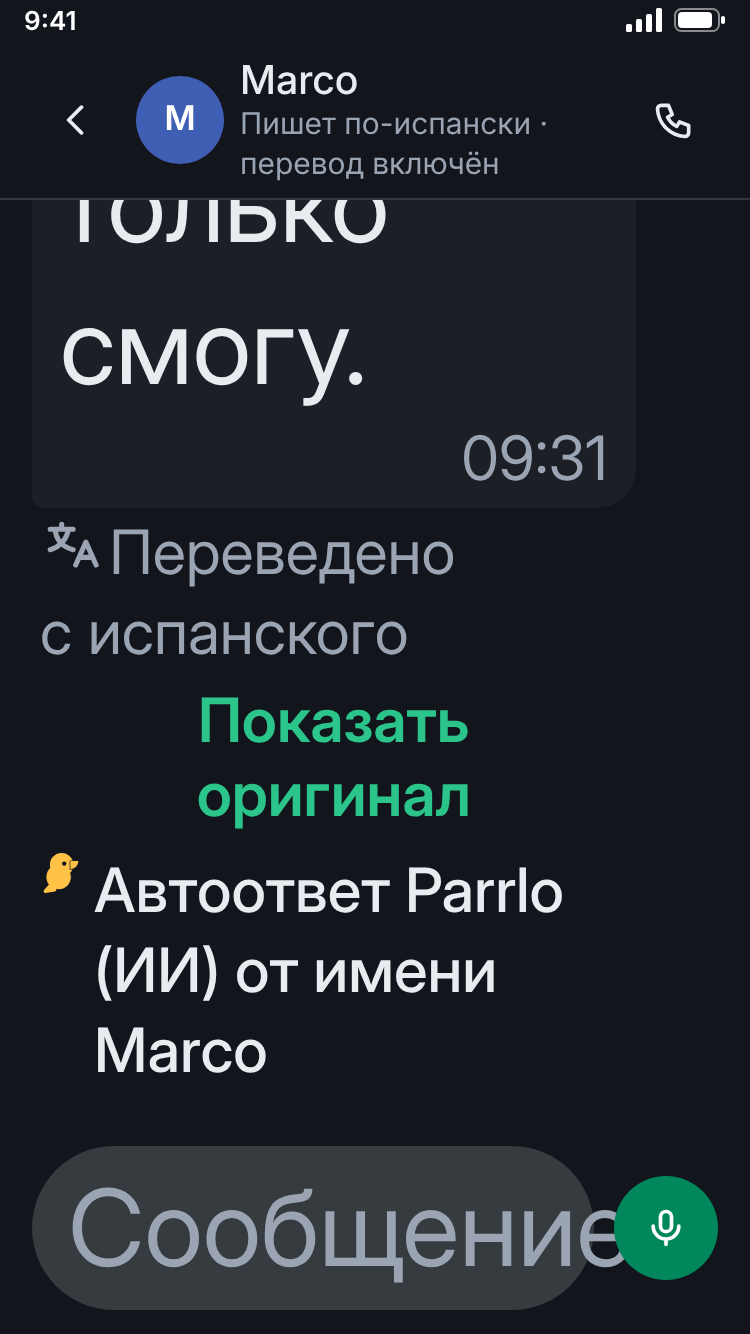 9:41
Marco
Пишет по-испански ·
перевод включён
M
только
смогу.
09:31
Переведено
с испанского
Показать
оригинал
Автоответ Parrlo
(ИИ) от имени
Marco
Сообщение